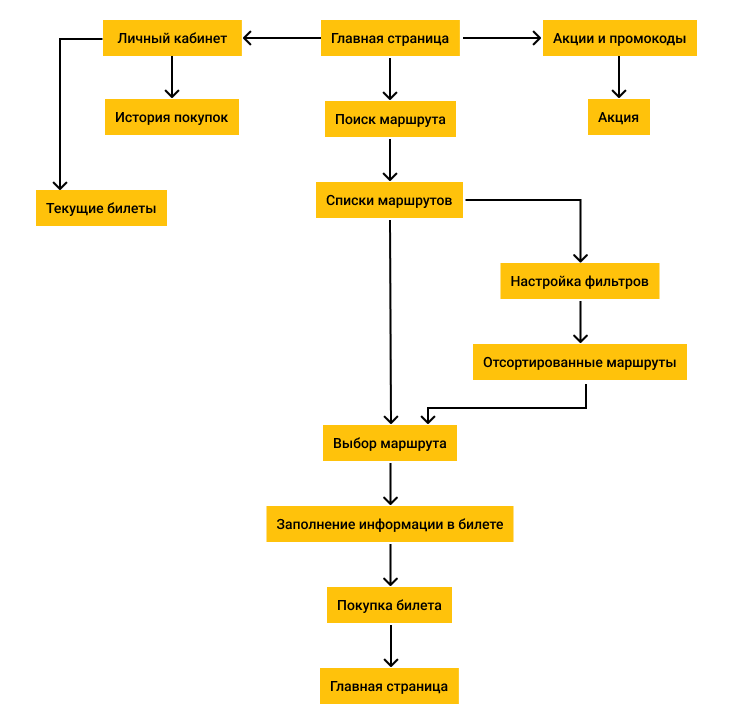 Личный кабинет
Главная страница
Акции и промокоды
История покупок
Поиск маршрута
Акция
Текущие билеты
Списки маршрутов
Настройка фильтров
Отсортированные маршруты
Выбор маршрута
Заполнение информации в билете
Покупка билета
Главная страница